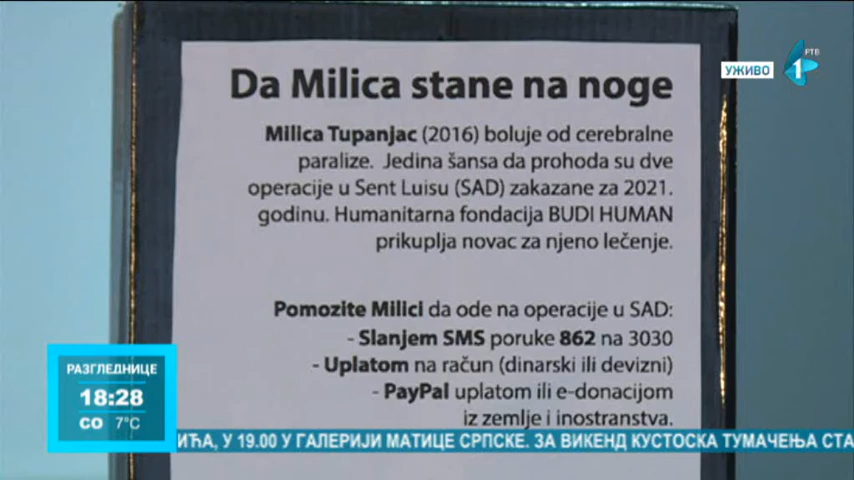 Da Milica stane na noge
Milica Tupanjac (2016) boluje od cerebralne
paralize. Jedina šansa da prohoda su dve
operacije u Sent Luisu (SAD) zakazane za 2021.
godinu. Humanitarna fondacija BUDI HUMAN
prikuplja novac za njeno lečenje.
Pomozite Milici da ode na operacije u SAD:
- Slanjem SMS poruke 862 na 3030
- Uplatom na račun (dinarski ili devizni)
- PayPal uplatom ili e-donacijom
iz zemlje i inostranstva.
УЖИВО
1
РТВ
РАЗГЛЕДНИЦЕ
18:28
СО 7°C
ИЋА, У 19.00 У ГАЛЕРИЈИ МАТИЦЕ СРПСКЕ. ЗА ВИКЕНД КУСТОСКА ТУМАЧЕЊА СТА